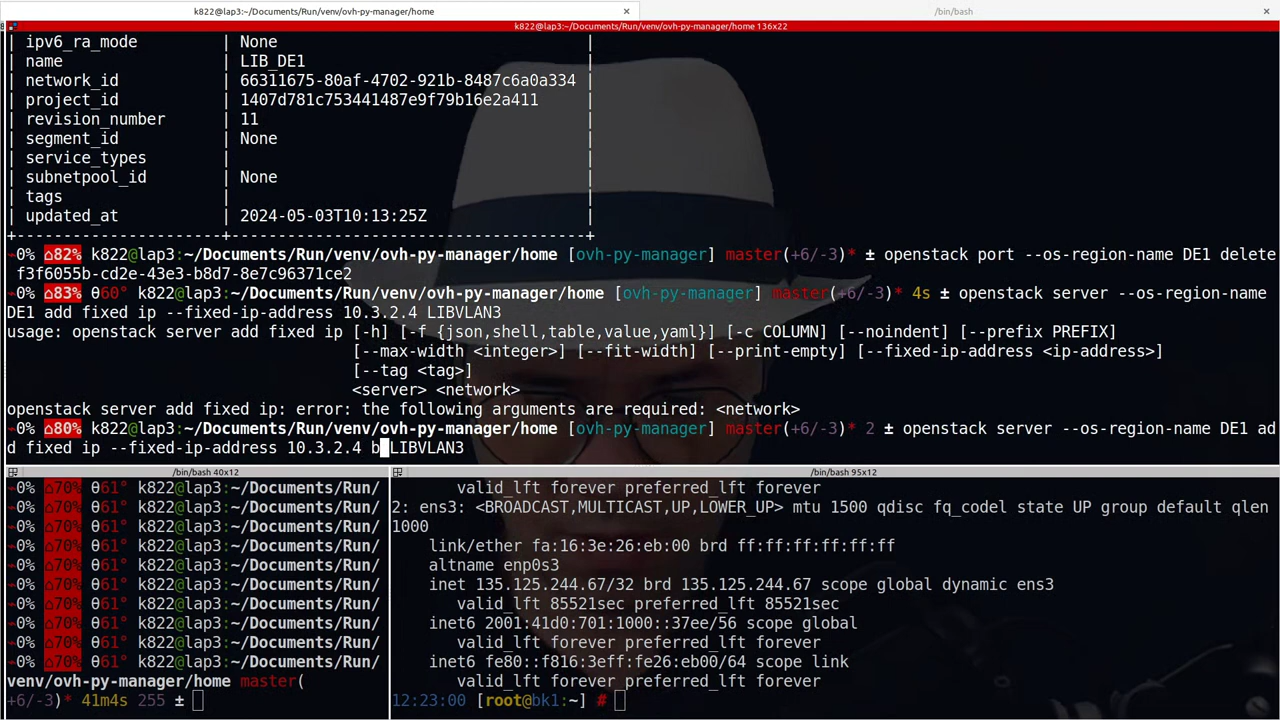 k822@lap3:~/Documents/Run/venv/ovh-py-manager/home
/bin/bash
k822@lap3:~/Documents/Run/venv/ovh-py-manager/home 136x22
| ipv6_ra_mode | None |
| name | LIB_DE1 |
| network_id | 66311675-80af-4702-921b-8487c6a0a334 |
| project_id | 1407d781c753441487e9f79b16e2a411 |
| revision_number | 11 |
| segment_id | None |
| service_types | |
| subnetpool_id | None |
| tags | |
| updated_at | 2024-05-03T10:13:25Z |
+-----------------------+--------------------------------------+
~0% ⌂82% k822@lap3:~/Documents/Run/venv/ovh-py-manager/home [ovh-py-manager] master(+6/-3)* ± openstack port --os-region-name DE1 delete
f3f6055b-cd2e-43e3-b8d7-8e7c96371ce2
~0% ⌂83% θ60° k822@lap3:~/Documents/Run/venv/ovh-py-manager/home [ovh-py-manager] master(+6/-3)* 4s ± openstack server --os-region-name
DE1 add fixed ip --fixed-ip-address 10.3.2.4 LIBVLAN3
usage: openstack server add fixed ip [-h] [-f {json,shell,table,value,yaml}] [-c COLUMN] [--noindent] [--prefix PREFIX]
[--max-width <integer>] [--fit-width] [--print-empty] [--fixed-ip-address <ip-address>]
[--tag <tag>]
<server> <network>
openstack server add fixed ip: error: the following arguments are required: <network>
~0% ⌂80% k822@lap3:~/Documents/Run/venv/ovh-py-manager/home [ovh-py-manager] master(+6/-3)* 2 ± openstack server --os-region-name DE1 ad
d fixed ip --fixed-ip-address 10.3.2.4 b LIBVLAN3
/bin/bash 40x12
~0% ⌂70% θ61° k822@lap3:~/Documents/Run/
~0% ⌂70% θ61° k822@lap3:~/Documents/Run/
~0% ⌂70% θ61° k822@lap3:~/Documents/Run/
~0% ⌂70% θ61° k822@lap3:~/Documents/Run/
~0% ⌂70% θ61° k822@lap3:~/Documents/Run/
~0% ⌂70% θ61° k822@lap3:~/Documents/Run/
~0% ⌂70% θ61° k822@lap3:~/Documents/Run/
~0% ⌂70% θ61° k822@lap3:~/Documents/Run/
~0% ⌂70% θ61° k822@lap3:~/Documents/Run/
~0% ⌂70% θ61° k822@lap3:~/Documents/Run/
venv/ovh-py-manager/home master(
+6/-3)* 41m4s 255 ±
/bin/bash 95x12
valid_lft forever preferred_lft forever
2: ens3: <BROADCAST,MULTICAST,UP,LOWER_UP> mtu 1500 qdisc fq_codel state UP group default qlen
1000
link/ether fa:16:3e:26:eb:00 brd ff:ff:ff:ff:ff:ff
altname enp0s3
inet 135.125.244.67/32 brd 135.125.244.67 scope global dynamic ens3
valid_lft 85521sec preferred_lft 85521sec
inet6 2001:41d0:701:1000::37ee/56 scope global
valid_lft forever preferred_lft forever
inet6 fe80::f816:3eff:fe26:eb00/64 scope link
valid_lft forever preferred_lft forever
12:23:00 [root@bk1:~] #